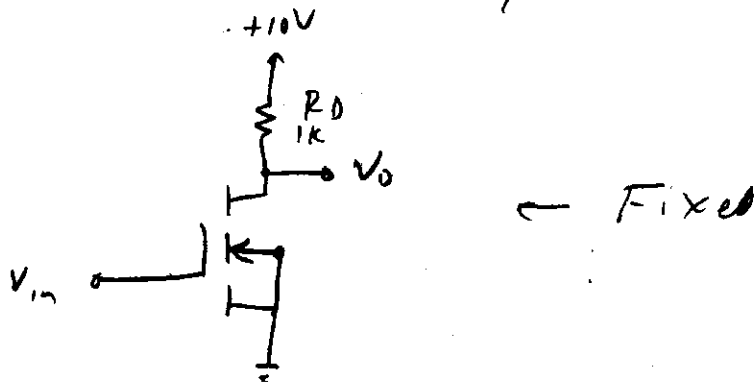 +10V
RD
1K
Vo
← Fixed
Vin